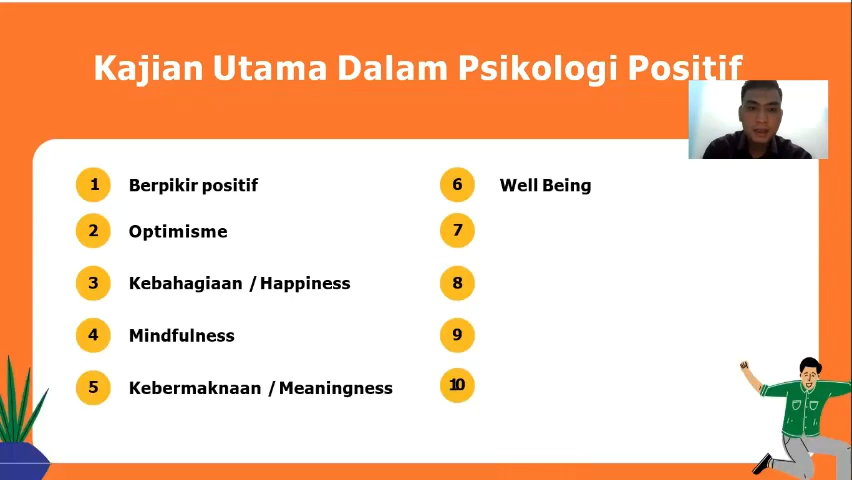 Kajian Utama Dalam Psikologi Positif
1 Berpikir positif
2 Optimisme
3 Kebahagiaan / Happiness
4 Mindfulness
5 Kebermaknaan / Meaningness
6 Well Being
7
8
9
10